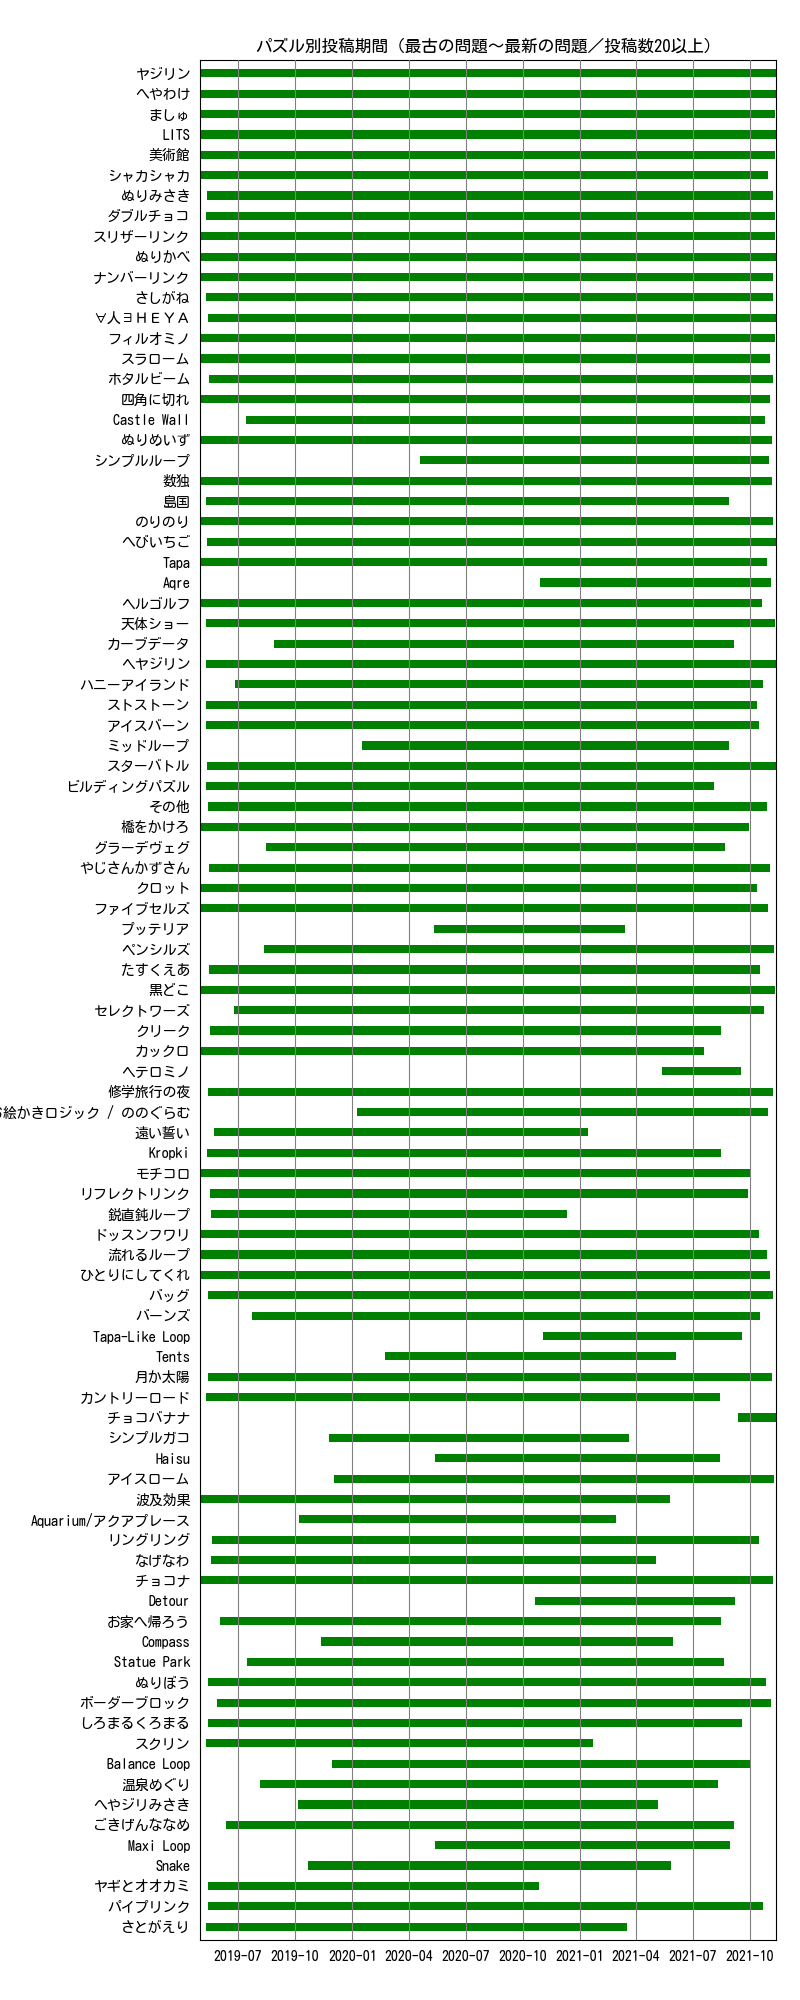 パズル別投稿期間（最古の問題～最新の問題／投稿数20以上）
ヤジリン
へやわけ
ましゅ
LITS
美術館
シャカシャカ
ぬりみさき
ダブルチョコ
スリザーリンク
ぬりかべ
ナンバーリンク
さしがね
∀人∃ＨＥＹＡ
フィルオミノ
スラローム
ホタルビーム
四角に切れ
Castle Wall
ぬりめいず
シンプルループ
数独
島国
のりのり
へびいちご
Tapa
Aqre
ヘルゴルフ
天体ショー
カーブデータ
ヘヤジリン
ハニーアイランド
ストストーン
アイスバーン
ミッドループ
スターバトル
ビルディングパズル
その他
橋をかけろ
グラーデヴェグ
やじさんかずさん
クロット
ファイブセルズ
プッテリア
ペンシルズ
たすくえあ
黒どこ
セレクトワーズ
クリーク
カックロ
ヘテロミノ
修学旅行の夜
絵かきロジック / ののぐらむ
遠い誓い
Kropki
モチコロ
リフレクトリンク
鋭直鈍ループ
ドッスンフワリ
流れるループ
ひとりにしてくれ
バッグ
バーンズ
Tapa-Like Loop
Tents
月か太陽
カントリーロード
チョコバナナ
シンプルガコ
Haisu
アイスローム
波及効果
Aquarium/アクアプレース
リングリング
なげなわ
チョコナ
Detour
お家へ帰ろう
Compass
Statue Park
ぬりぼう
ボーダーブロック
しろまるくろまる
スクリン
Balance Loop
温泉めぐり
へやジリみさき
ごきげんななめ
Maxi Loop
Snake
ヤギとオオカミ
パイプリンク
さとがえり
2019-07 2019-10 2020-01 2020-04 2020-07 2020-10 2021-01 2021-04 2021-07 2021-10